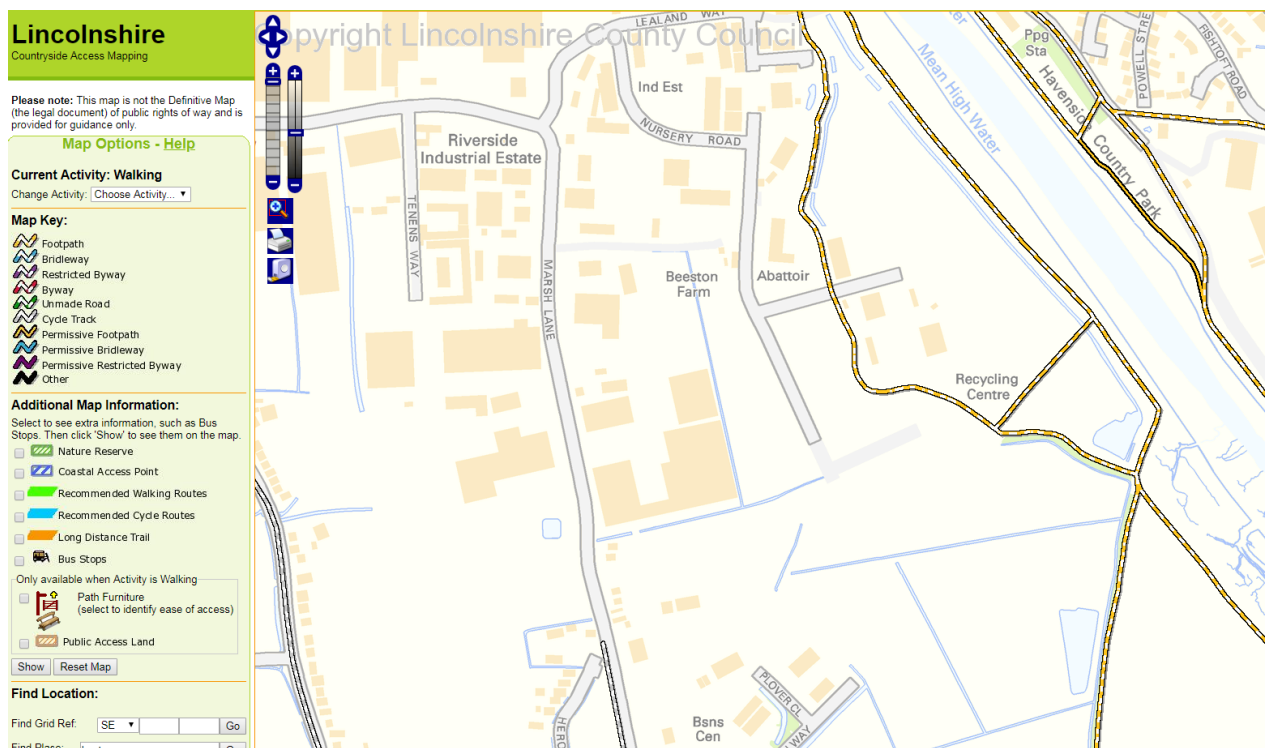 Lincolnshire
Countryside Access Mapping
Please note: This map is not the Definitive Map
(the legal document) of public rights of way and is
provided for guidance only.
Map Options - Help
Current Activity: Walking
Change Activity: Choose Activity...
Map Key:
Footpath
Bridleway
Restricted Byway
Byway
Unmade Road
Cycle Track
Permissive Footpath
Permissive Bridleway
Permissive Restricted Byway
Other
Additional Map Information:
Select to see extra information, such as Bus
Stops. Then click 'Show' to see them on the map.
Nature Reserve
Coastal Access Point
Recommended Walking Routes
Recommended Cycle Routes
Long Distance Trail
Bus Stops
Only available when Activity is Walking
Path Furniture
(select to identify ease of access)
Public Access Land
Show Reset Map
Find Location:
Find Grid Ref: SE Go
Find Place:
opyright Lincolnshire County Council
LEALAND WAY
Ind Est
NURSERY ROAD
Riverside
Industrial Estate
TENENS WAY
MARSH LANE
Beeston
Farm
Abattoir
Recycling
Centre
Mean High Water
Water
Ppg
Sta
Havenside Country Park
POWELL STRE
FISHTOFT ROAD
PLOVER CL
WAY
Bsns
Cen
HERO